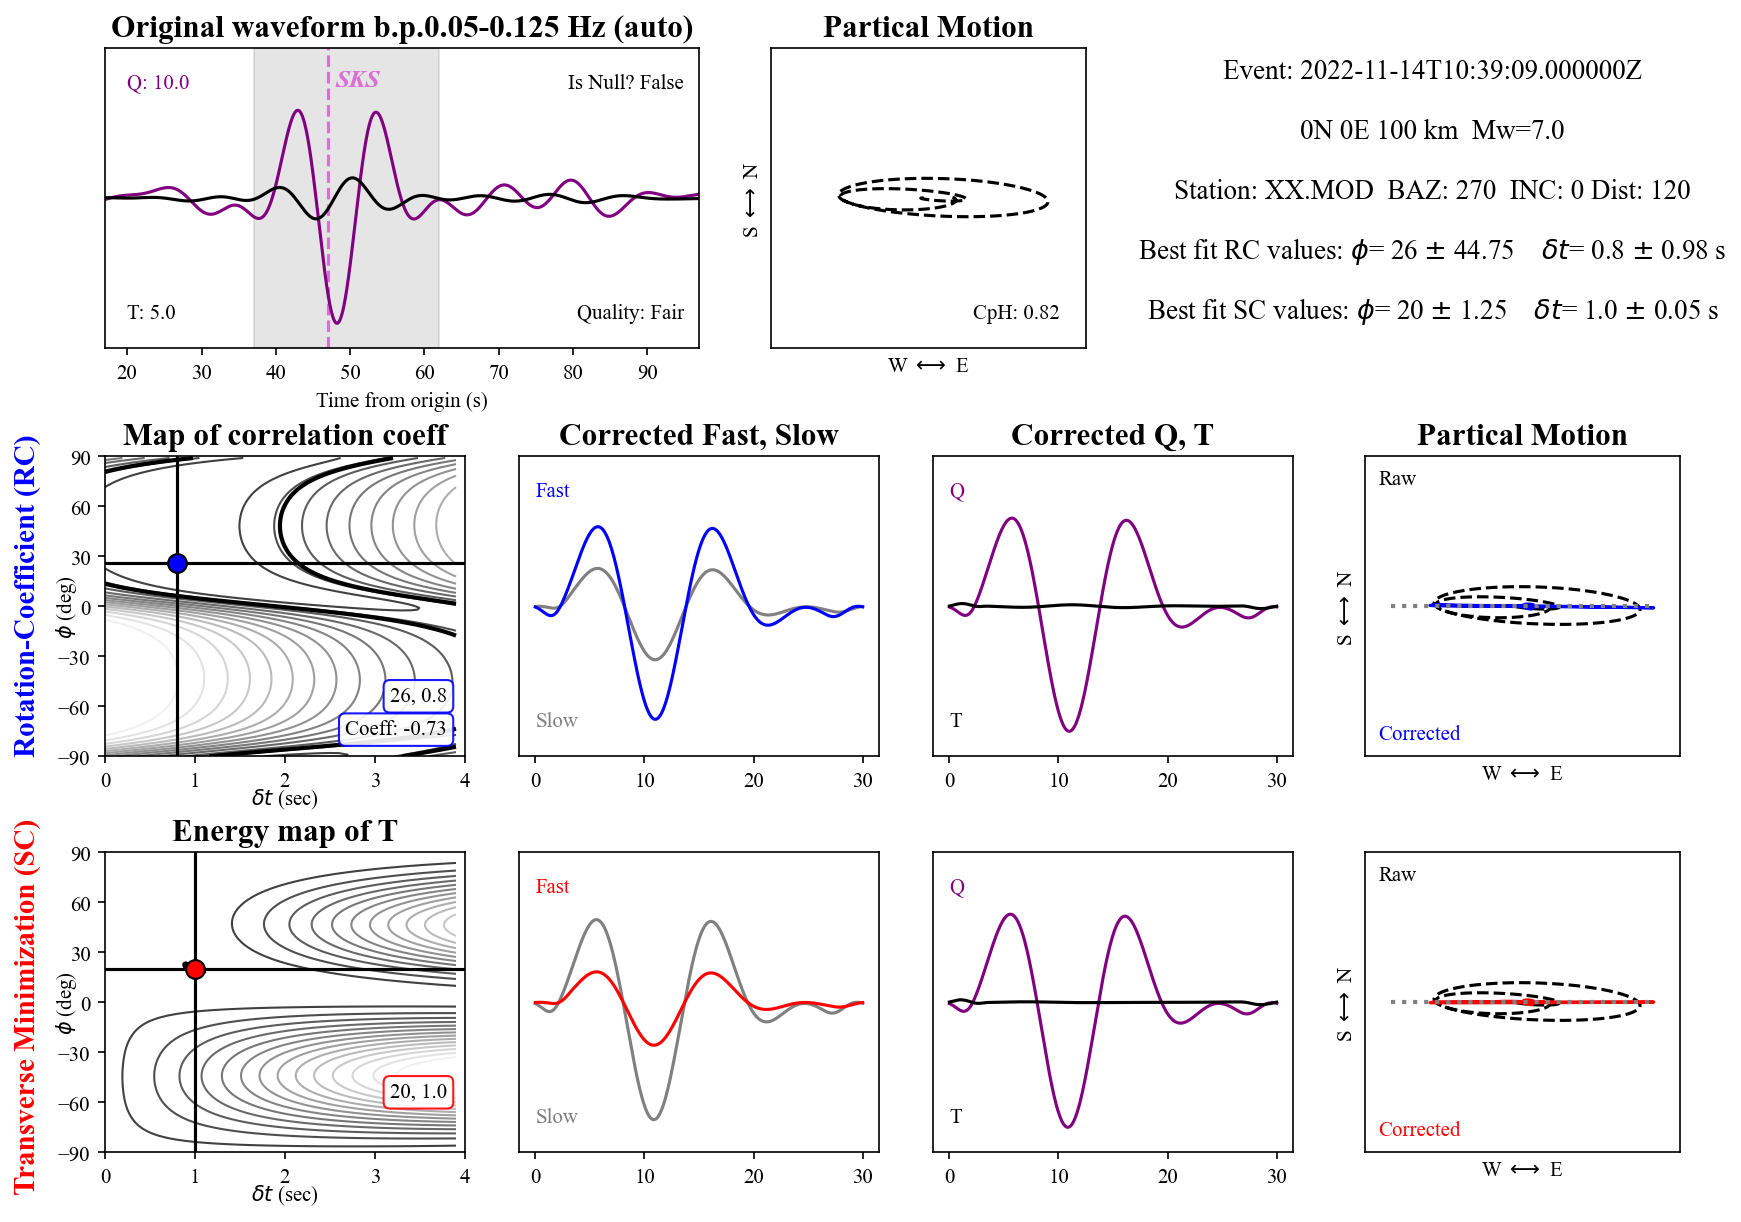 Original waveform b.p.0.05-0.125 Hz (auto)
Q: 10.0
SKS
Is Null? False
T: 5.0
Quality: Fair
20 30 40 50 60 70 80 90
Time from origin (s)
Partical Motion
S ⟷ N
CpH: 0.82
W ⟷ E
Event: 2022-11-14T10:39:09.000000Z
0N 0E 100 km Mw=7.0
Station: XX.MOD BAZ: 270 INC: 0 Dist: 120
Best fit RC values: ϕ= 26 ± 44.75 δt= 0.8 ± 0.98 s
Best fit SC values: ϕ= 20 ± 1.25 δt= 1.0 ± 0.05 s
Rotation-Coefficient (RC)
Map of correlation coeff
90
60
30
0
−30
−60
−90
ϕ (deg)
26, 0.8
Coeff: -0.73
0 1 2 3 4
δt (sec)
Corrected Fast, Slow
Fast
Slow
0 10 20 30
Corrected Q, T
Q
T
0 10 20 30
Partical Motion
Raw
S ⟷ N
Corrected
W ⟷ E
Transverse Minimization (SC)
Energy map of T
90
60
30
0
−30
−60
−90
ϕ (deg)
20, 1.0
0 1 2 3 4
δt (sec)
Fast
Slow
0 10 20 30
Q
T
0 10 20 30
Raw
S ⟷ N
Corrected
W ⟷ E